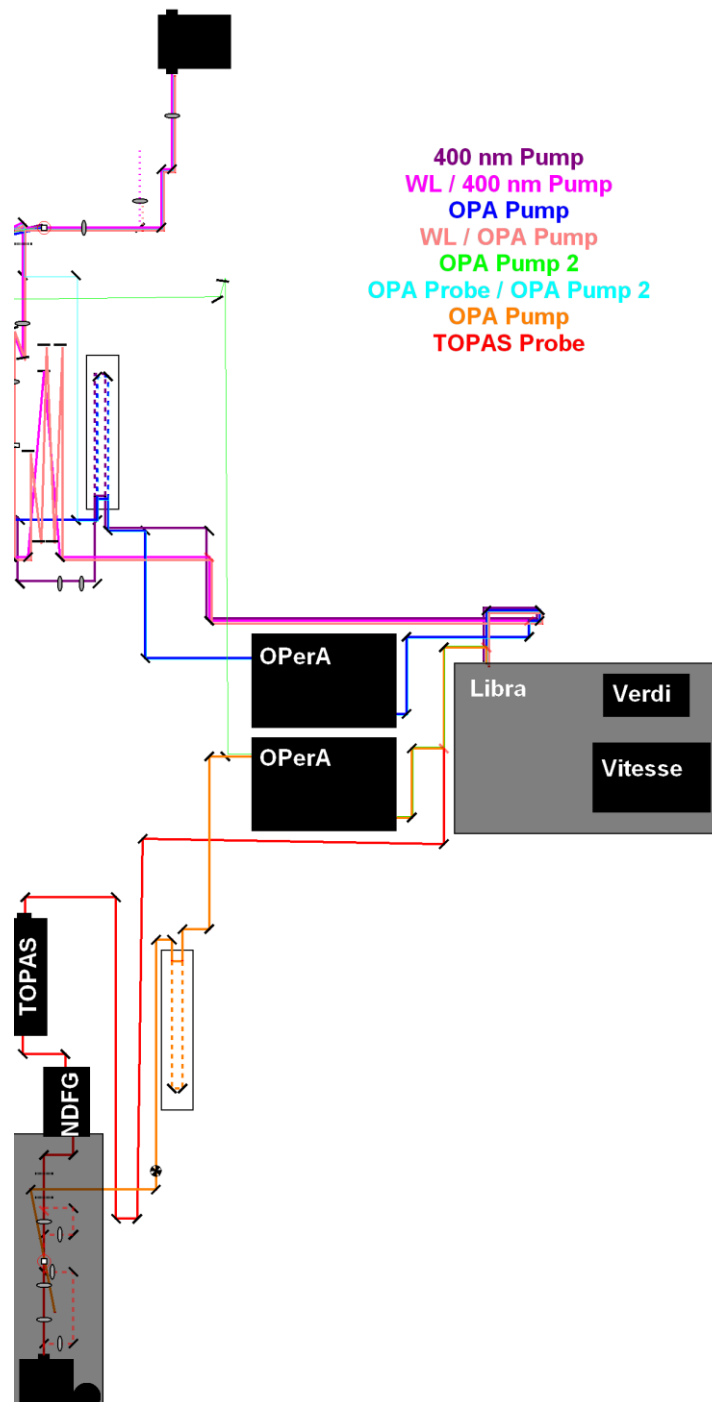 400 nm Pump
WL / 400 nm Pump
OPA Pump
WL / OPA Pump
OPA Pump 2
OPA Probe / OPA Pump 2
OPA Pump
TOPAS Probe
OPerA
Libra
Verdi
OPerA
Vitesse
TOPAS
NDFG